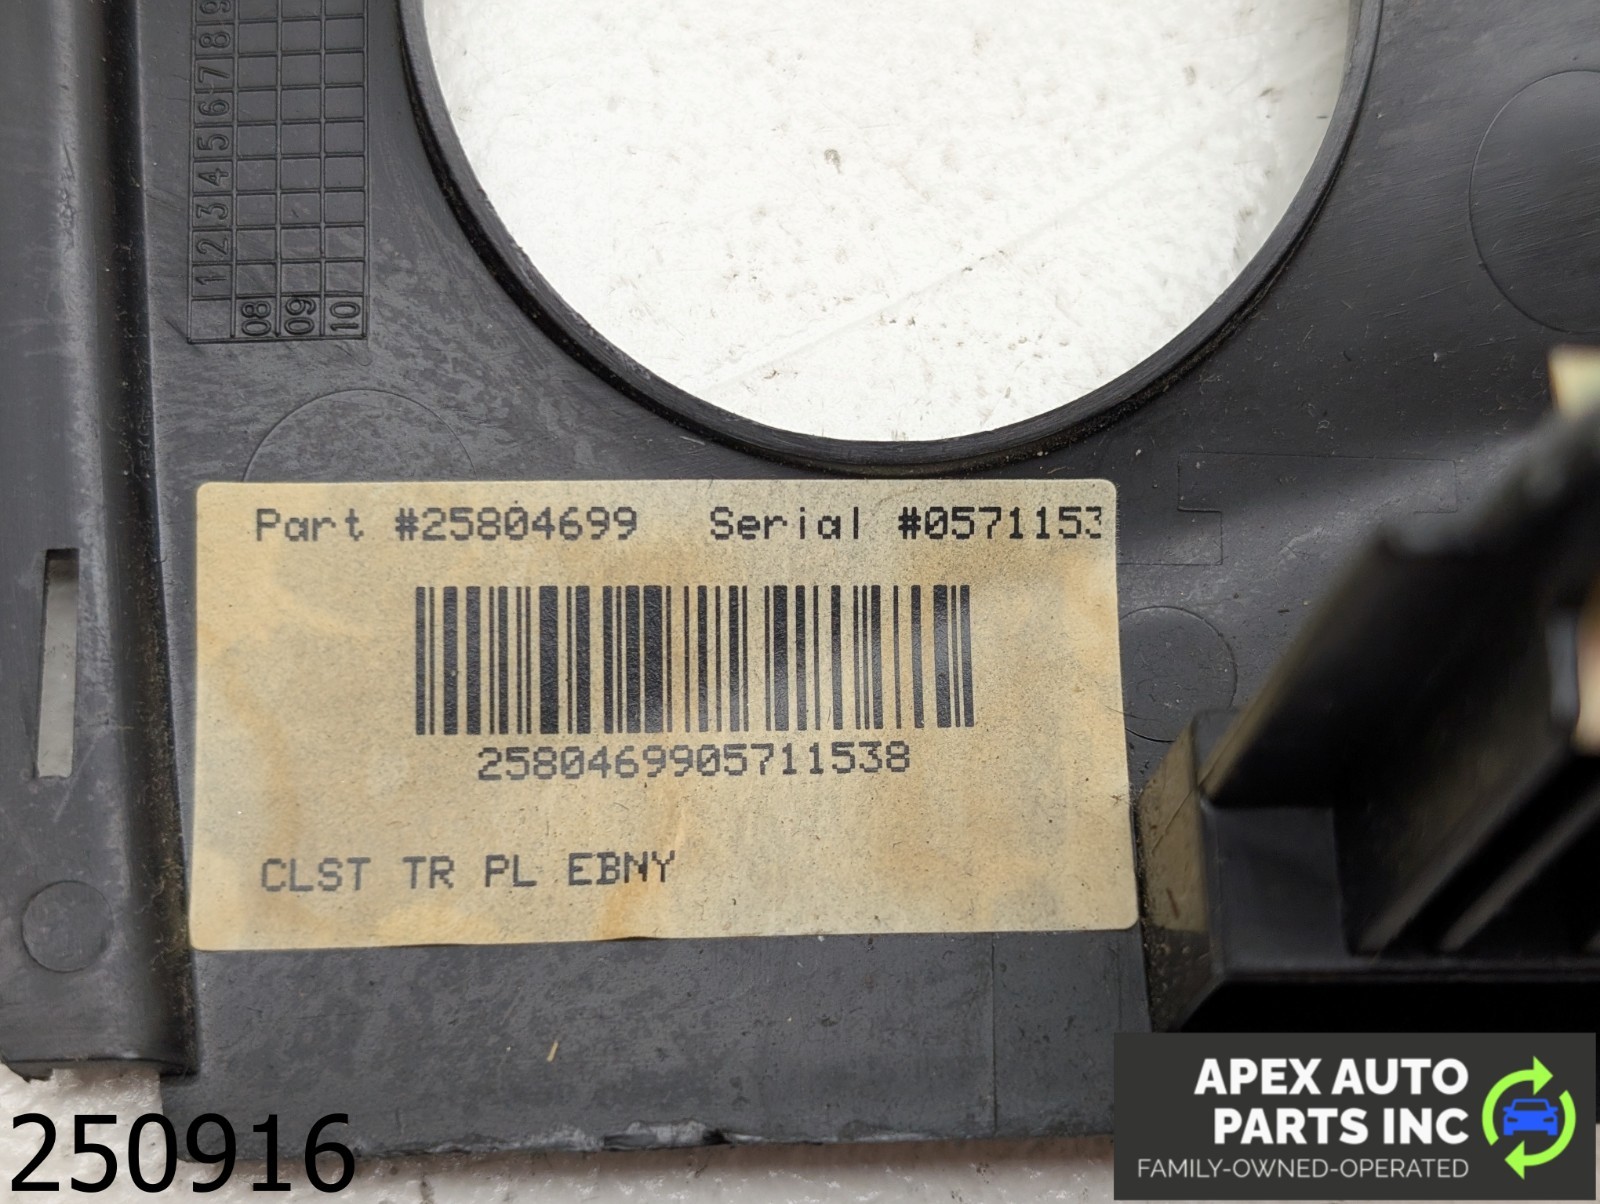 1 2 3 4 5 6 7 8 9
08
09
10
Part #25804699 Serial #0571153
2580469905711538
CLST TR PL EBNY
250916
APEX AUTO
PARTS INC
FAMILY-OWNED-OPERATED